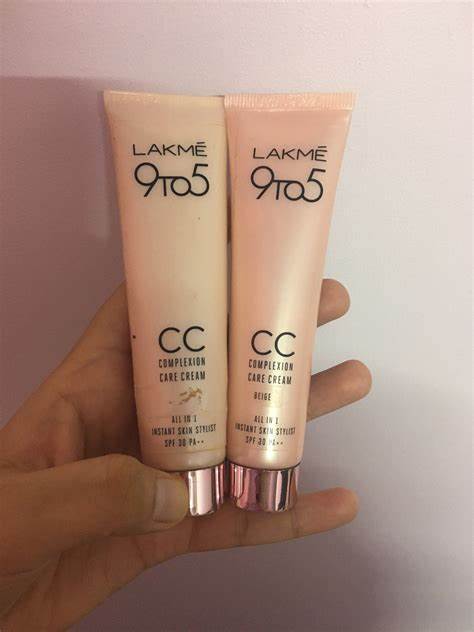 LAKMÉ
9TO5
CC
COMPLEXION
CARE CREAM
ALL IN 1
INSTANT SKIN STYLIST
SPF 30 PA++
LAKMÉ
9TO5
CC
COMPLEXION
CARE CREAM
BEIGE
ALL IN 1
INSTANT SKIN STYLIST
SPF 30 PA++